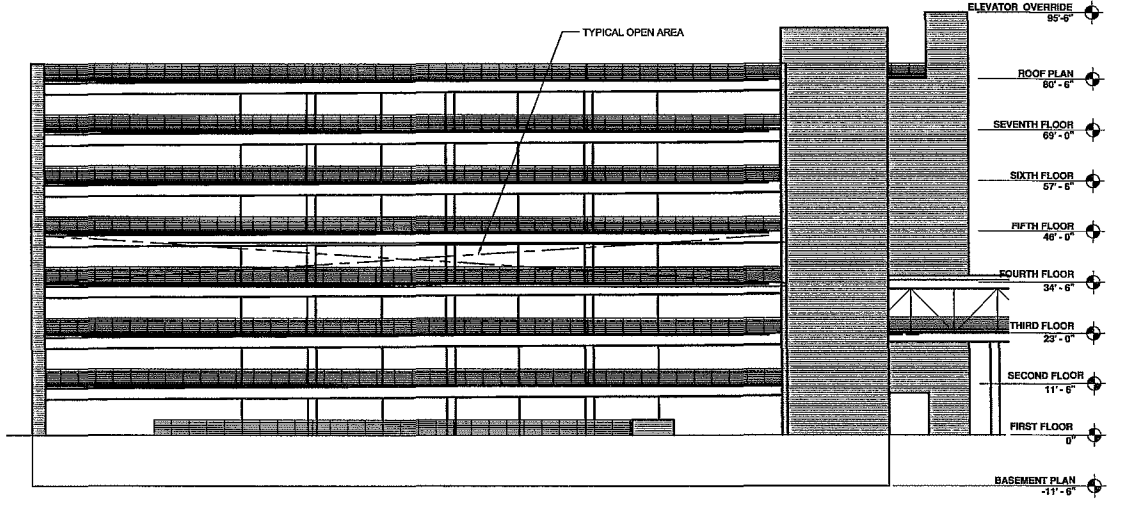 ELEVATOR OVERRIDE
95'-6"
TYPICAL OPEN AREA
ROOF PLAN
80' - 6"
SEVENTH FLOOR
69' - 0"
SIXTH FLOOR
57' - 6"
FIFTH FLOOR
46' - 0"
FOURTH FLOOR
34' - 6"
THIRD FLOOR
23' - 0"
SECOND FLOOR
11' - 6"
FIRST FLOOR
0"
BASEMENT PLAN
-11' - 6"